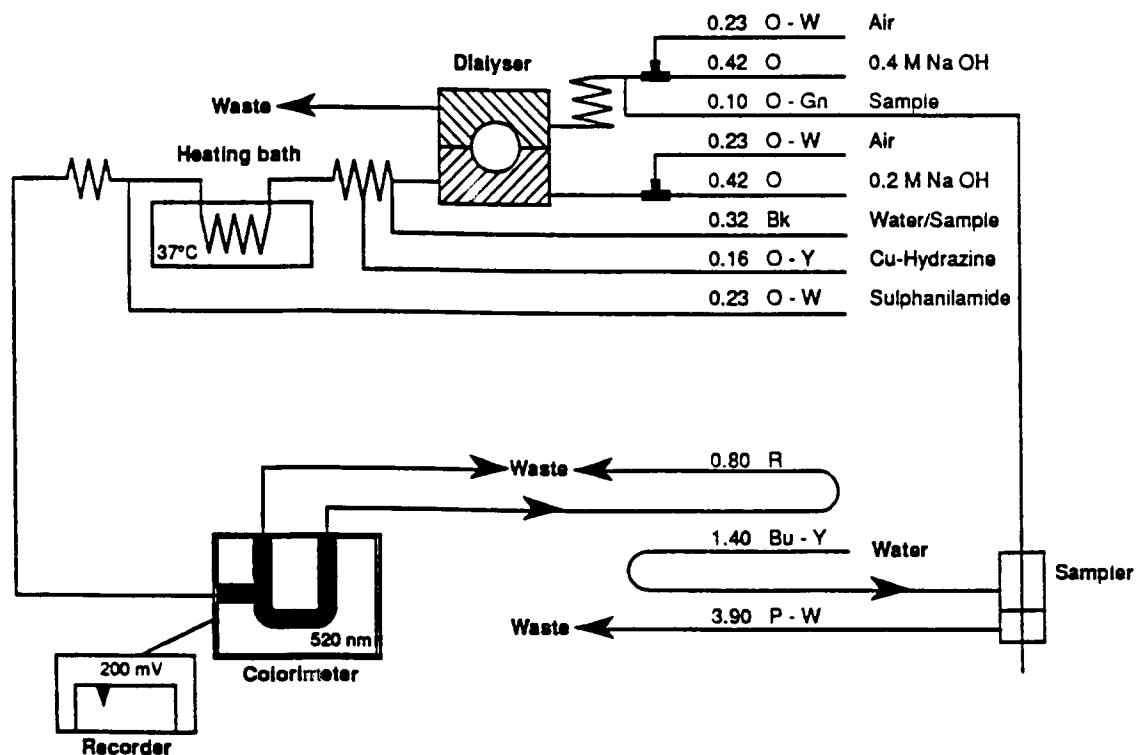 0.23 O - W Air
Dialyser
0.42 O 0.4 M Na OH
Waste
0.10 O - Gn Sample
0.23 O - W Air
Heating bath
0.42 O 0.2 M Na OH
0.32 Bk Water/Sample
37°C
0.16 O - Y Cu-Hydrazine
0.23 O - W Sulphanilamide
Waste
0.80 R
1.40 Bu - Y Water
Sampler
Waste
3.90 P - W
520 nm
Colorimeter
200 mV
Recorder